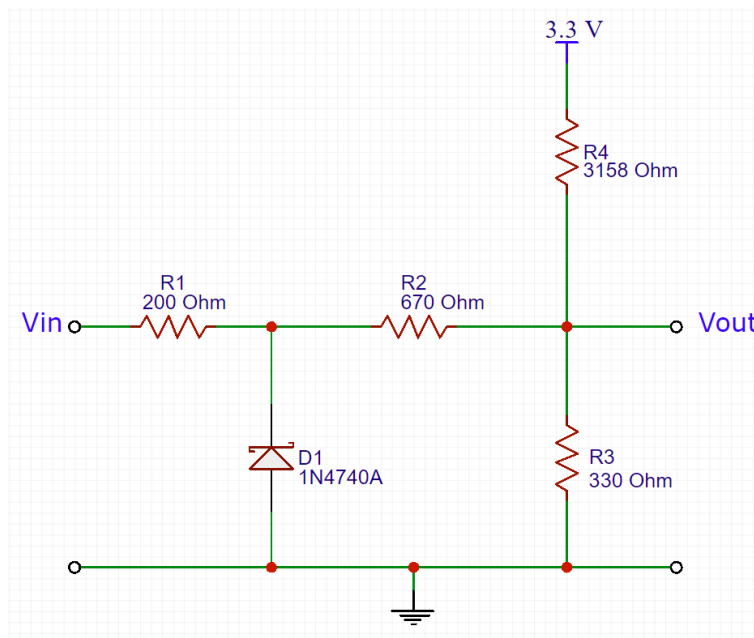 3.3 V
R4
3158 Ohm
R1
200 Ohm
R2
670 Ohm
Vin
Vout
D1
1N4740A
R3
330 Ohm